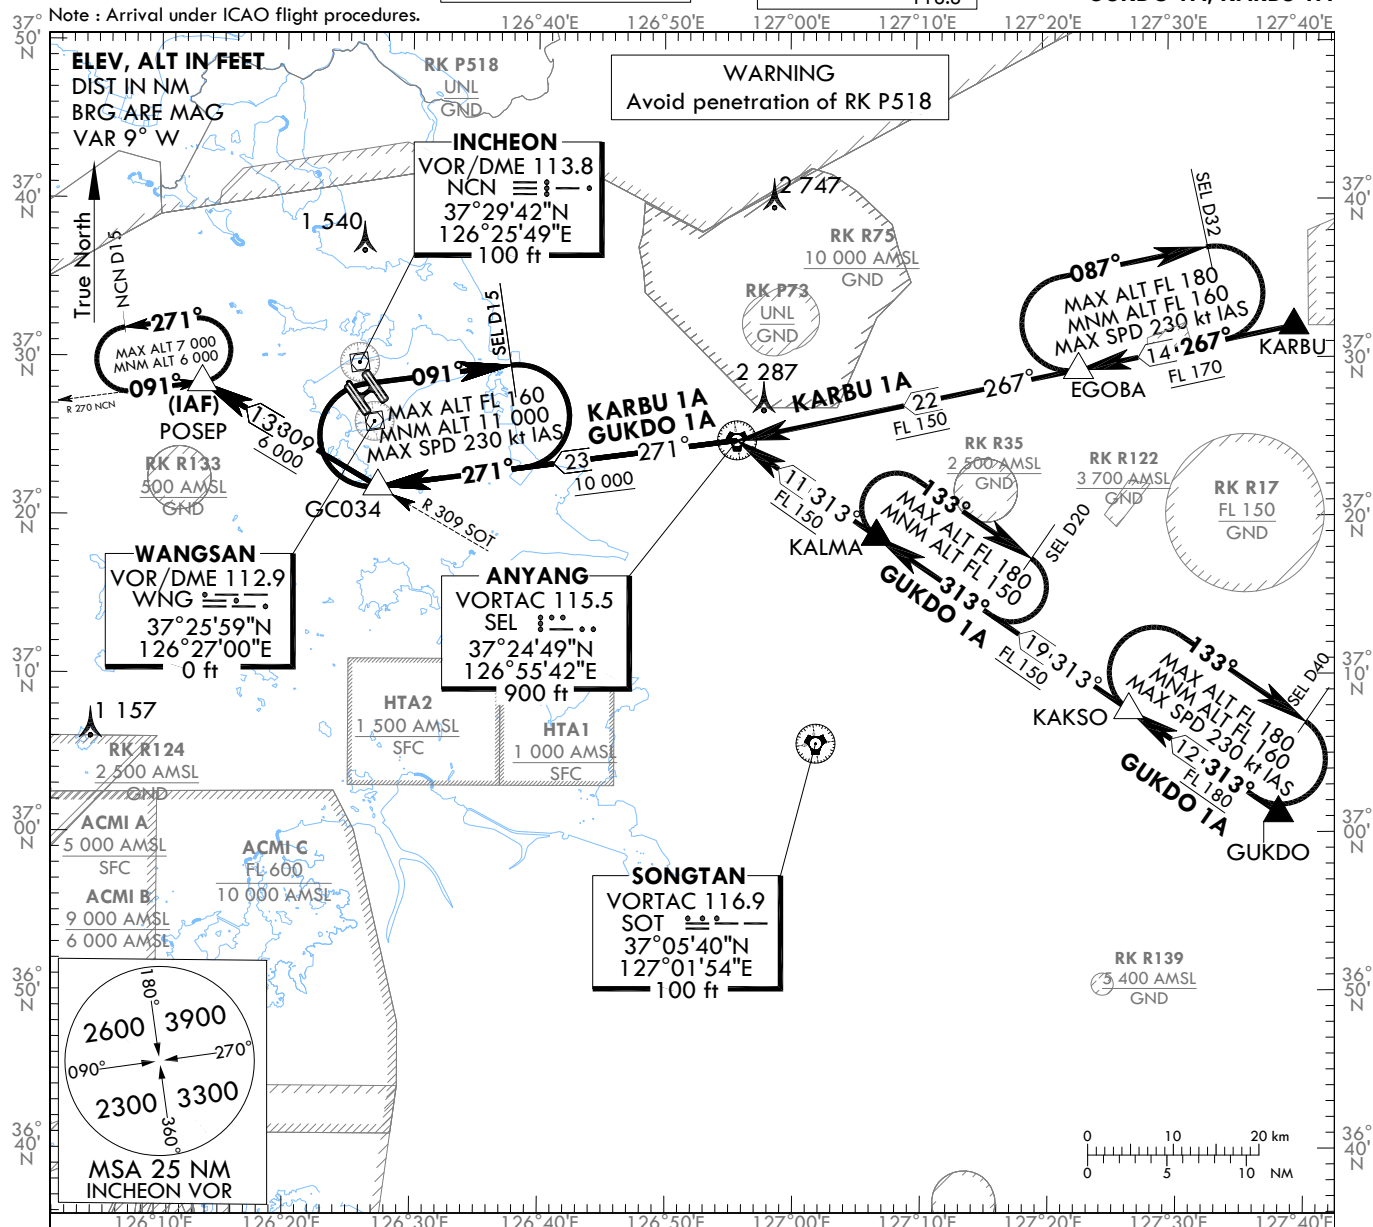 Note : Arrival under ICAO flight procedures.
126°40'E
126°50'E
127°00'E
127°10'E
127°20'E
127°30'E
127°40'E
37°
50'
N
ELEV, ALT IN FEET
DIST IN NM
BRG ARE MAG
VAR 9° W
True North
RK P518
UNL
GND
WARNING
Avoid penetration of RK P518
INCHEON
VOR/DME 113.8
NCN
37°29'42"N
126°25'49"E
100 ft
37°
40'
N
37°
40'
N
1 540
2 747
RK R75
10 000 AMSL
GND
RK P73
UNL
GND
2 287
SEL D32
087°
MAX ALT FL 180
MNM ALT FL 160
MAX SPD 230 kt IAS
267°
14
FL 170
KARBU
EGOBA
NCN D15
271°
MAX ALT 7 000
MNM ALT 6 000
091°
R 270 NCN
(IAF)
POSEP
37°
30'
N
37°
30'
N
SEL D15
091°
MAX ALT FL 160
MNM ALT 11 000
MAX SPD 230 kt IAS
271°
GC034
13
309
6 000
R 309 SOT
KARBU 1A
GUKDO 1A
23
271°
10 000
KARBU 1A
22
267°
FL 150
RK R133
500 AMSL
GND
RK R35
2 500 AMSL
GND
RK R122
3 700 AMSL
GND
RK R17
FL 150
GND
37°
20'
N
37°
20'
N
11
313°
FL 150
KALMA
133°
MAX ALT FL 180
MNM ALT FL 150
SEL D20
313°
GUKDO 1A
19
313°
FL 150
WANGSAN
VOR/DME 112.9
WNG
37°25'59"N
126°27'00"E
0 ft
ANYANG
VORTAC 115.5
SEL
37°24'49"N
126°55'42"E
900 ft
37°
10'
N
37°
10'
N
KAKSO
133°
MAX ALT FL 180
MNM ALT FL 160
MAX SPD 230 kt IAS
SEL D40
12
313°
FL 180
GUKDO 1A
GUKDO
1 157
RK R124
2 500 AMSL
GND
HTA2
1 500 AMSL
SFC
HTA1
1 000 AMSL
SFC
37°
00'
N
37°
00'
N
ACMI A
5 000 AMSL
SFC
ACMI B
9 000 AMSL
6 000 AMSL
ACMI C
FL 600
10 000 AMSL
SONGTAN
VORTAC 116.9
SOT
37°05'40"N
127°01'54"E
100 ft
RK R139
5 400 AMSL
GND
36°
50'
N
36°
50'
N
180°
2600
3900
090°
270°
2300
3300
360°
MSA 25 NM
INCHEON VOR
36°
40'
N
36°
40'
N
0 10 20 km
0 5 10 NM
126°10'E
126°20'E
126°30'E
126°40'E
126°50'E
127°00'E
127°10'E
127°20'E
127°30'E
127°40'E